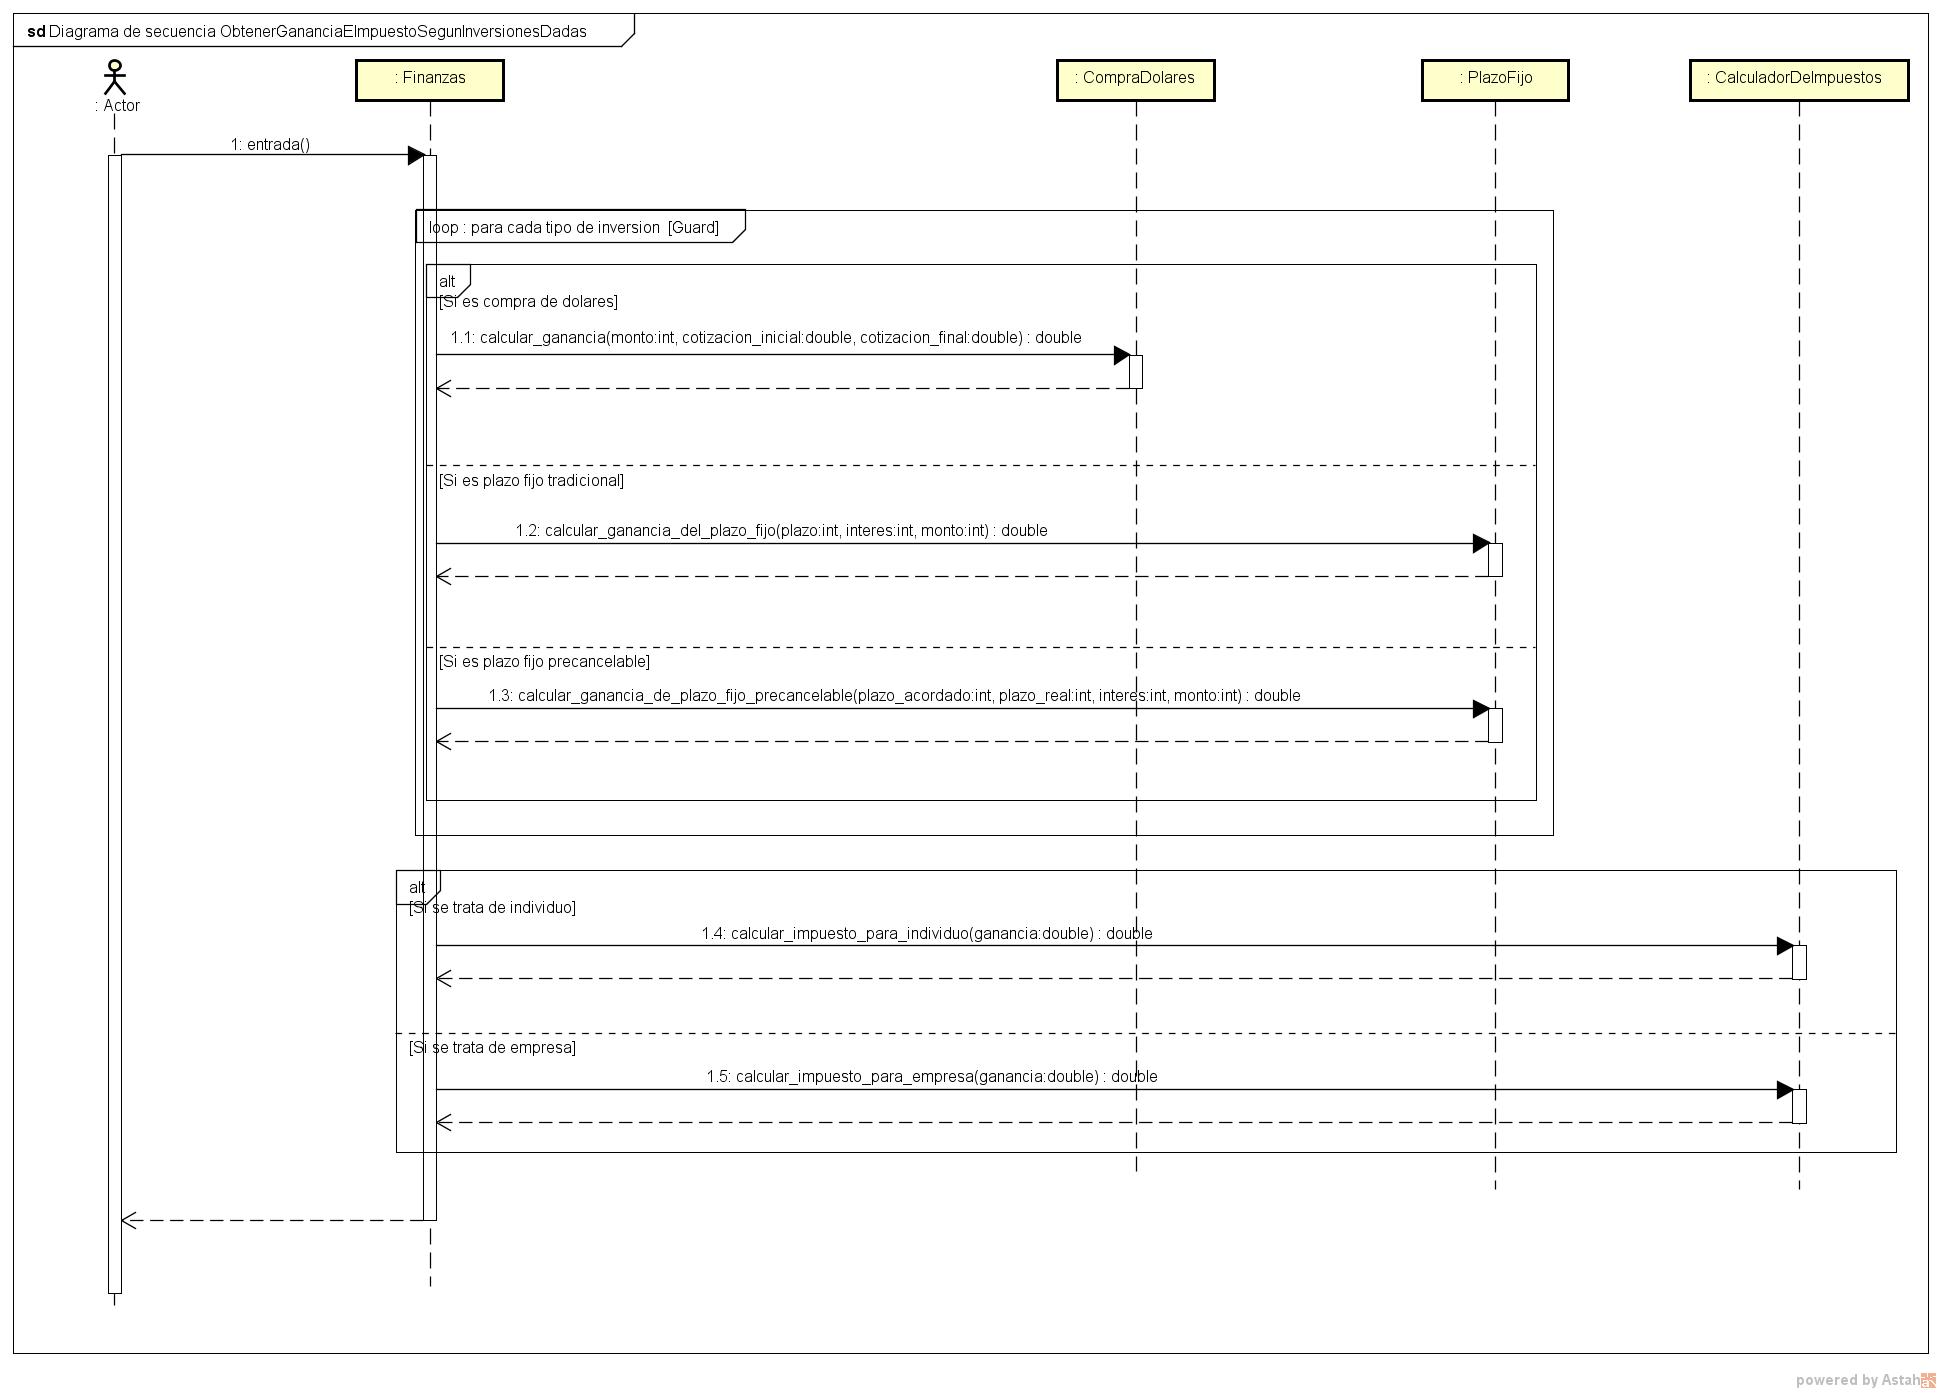 sd Diagrama de secuencia ObtenerGananciaEImpuestoSegunInversionesDadas
: Actor
: Finanzas
: CompraDolares
: PlazoFijo
: CalculadorDeImpuestos
1: entrada()
loop : para cada tipo de inversion [Guard]
alt
[Si es compra de dolares]
1.1: calcular_ganancia(monto:int, cotizacion_inicial:double, cotizacion_final:double) : double
[Si es plazo fijo tradicional]
1.2: calcular_ganancia_del_plazo_fijo(plazo:int, interes:int, monto:int) : double
[Si es plazo fijo precancelable]
1.3: calcular_ganancia_de_plazo_fijo_precancelable(plazo_acordado:int, plazo_real:int, interes:int, monto:int) : double
alt
[Si se trata de individuo]
1.4: calcular_impuesto_para_individuo(ganancia:double) : double
[Si se trata de empresa]
1.5: calcular_impuesto_para_empresa(ganancia:double) : double
powered by Astah